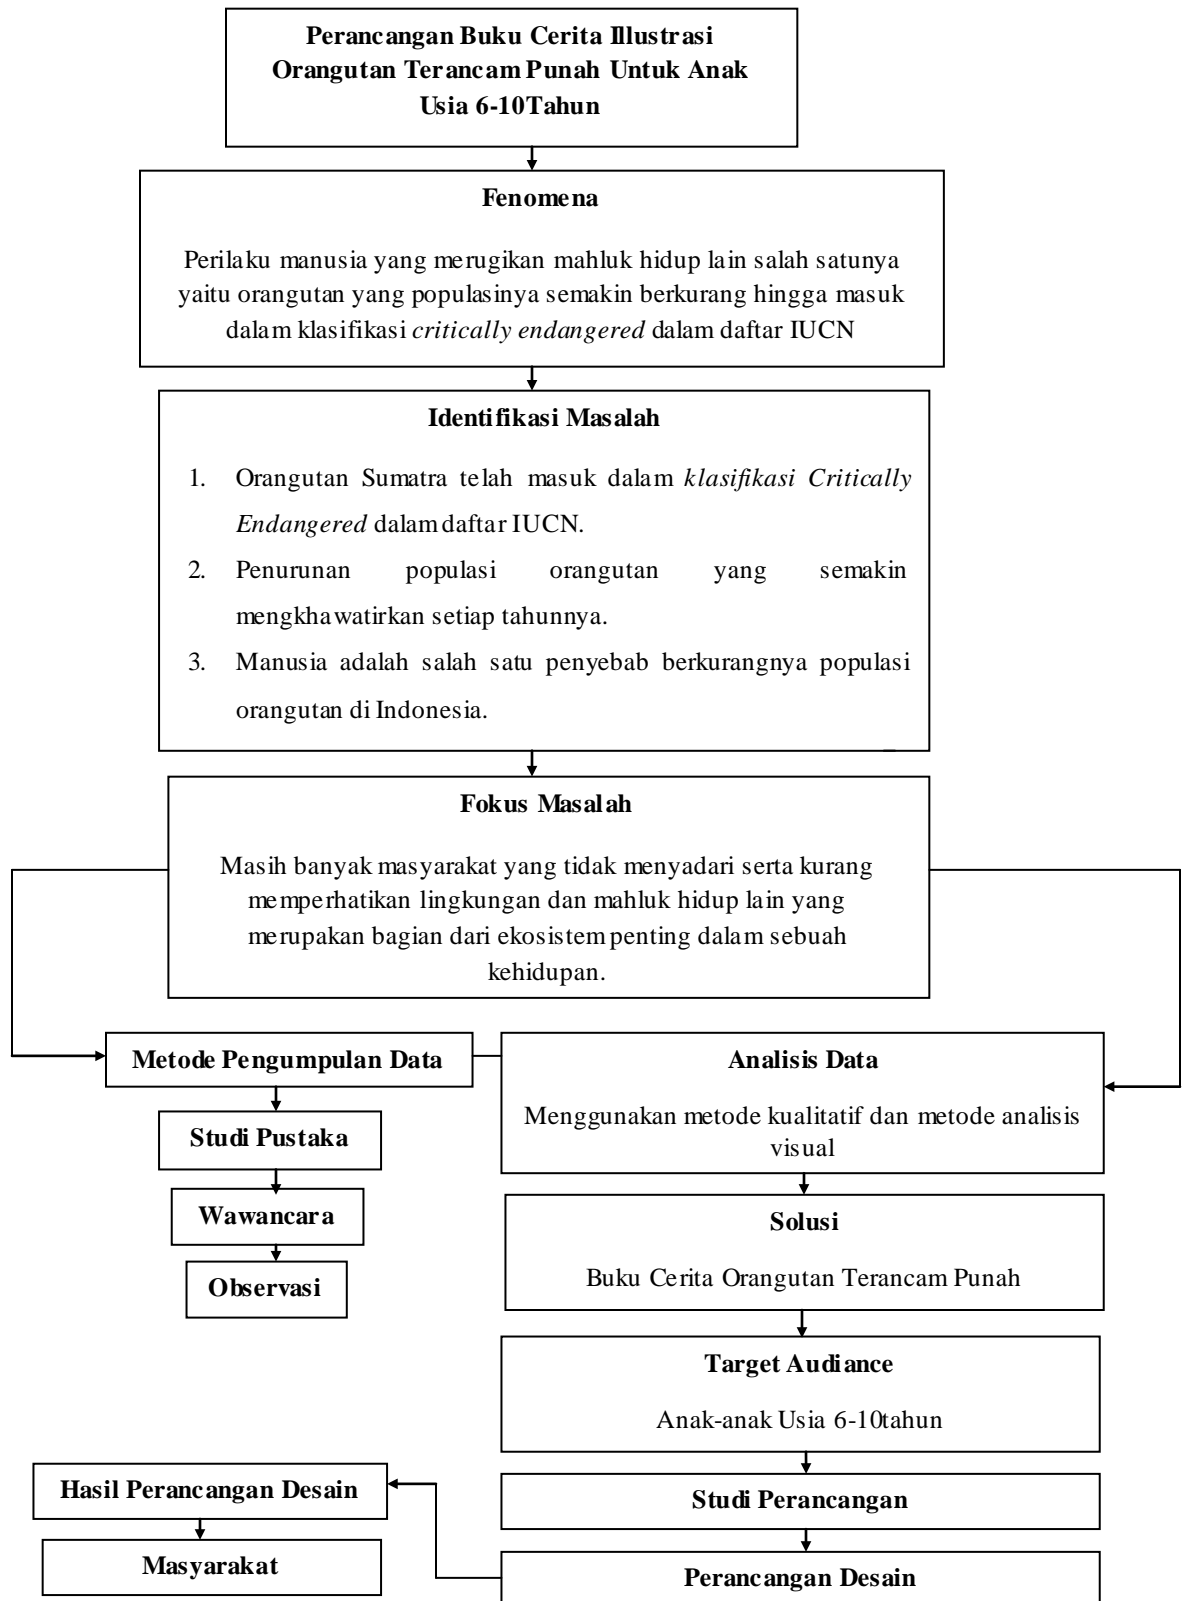 Perancangan Buku Cerita Illustrasi
Orangutan Terancam Punah Untuk Anak
Usia 6-10Tahun
Fenomena
Perilaku manusia yang merugikan mahluk hidup lain salah satunya
yaitu orangutan yang populasinya semakin berkurang hingga masuk
dalam klasifikasi critically endangered dalam daftar IUCN
Identifikasi Masalah
1. Orangutan Sumatra telah masuk dalam klasifikasi Critically
Endangered dalam daftar IUCN.
2. Penurunan populasi orangutan yang semakin
mengkhawatirkan setiap tahunnya.
3. Manusia adalah salah satu penyebab berkurangnya populasi
orangutan di Indonesia.
Fokus Masalah
Masih banyak masyarakat yang tidak menyadari serta kurang
memperhatikan lingkungan dan mahluk hidup lain yang
merupakan bagian dari ekosistem penting dalam sebuah
kehidupan.
Metode Pengumpulan Data
Studi Pustaka
Wawancara
Observasi
Analisis Data
Menggunakan metode kualitatif dan metode analisis
visual
Solusi
Buku Cerita Orangutan Terancam Punah
Target Audiance
Anak-anak Usia 6-10tahun
Studi Perancangan
Perancangan Desain
Hasil Perancangan Desain
Masyarakat